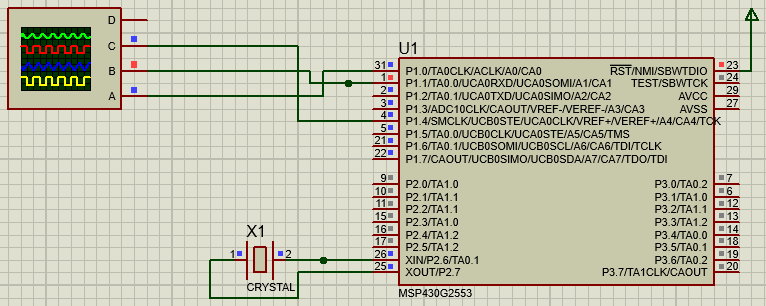 D
C
B
A
U1
31 P1.0/TA0CLK/ACLK/A0/CA0
1 P1.1/TA0.0/UCA0RXD/UCA0SOMI/A1/CA1
2 P1.2/TA0.1/UCA0TXD/UCA0SIMO/A2/CA2
3 P1.3/ADC10CLK/CAOUT/VREF-/VEREF-/A3/CA3
4 P1.4/SMCLK/UCB0STE/UCA0CLK/VREF+/VEREF+/A4/CA4/TCK
5 P1.5/TA0.0/UCB0CLK/UCA0STE/A5/CA5/TMS
21 P1.6/TA0.1/UCB0SOMI/UCB0SCL/A6/CA6/TDI/TCLK
22 P1.7/CAOUT/UCB0SIMO/UCB0SDA/A7/CA7/TDO/TDI
RST/NMI/SBWTDIO 23
TEST/SBWTCK 24
AVCC 29
AVSS 27
9 P2.0/TA1.0
10 P2.1/TA1.1
11 P2.2/TA1.1
15 P2.3/TA1.0
16 P2.4/TA1.2
17 P2.5/TA1.2
26 XIN/P2.6/TA0.1
25 XOUT/P2.7
P3.0/TA0.2 7
P3.1/TA1.0 6
P3.2/TA1.1 12
P3.3/TA1.2 13
P3.4/TA0.0 14
P3.5/TA0.1 18
P3.6/TA0.2 19
P3.7/TA1CLK/CAOUT 20
MSP430G2553
X1
1 2
CRYSTAL